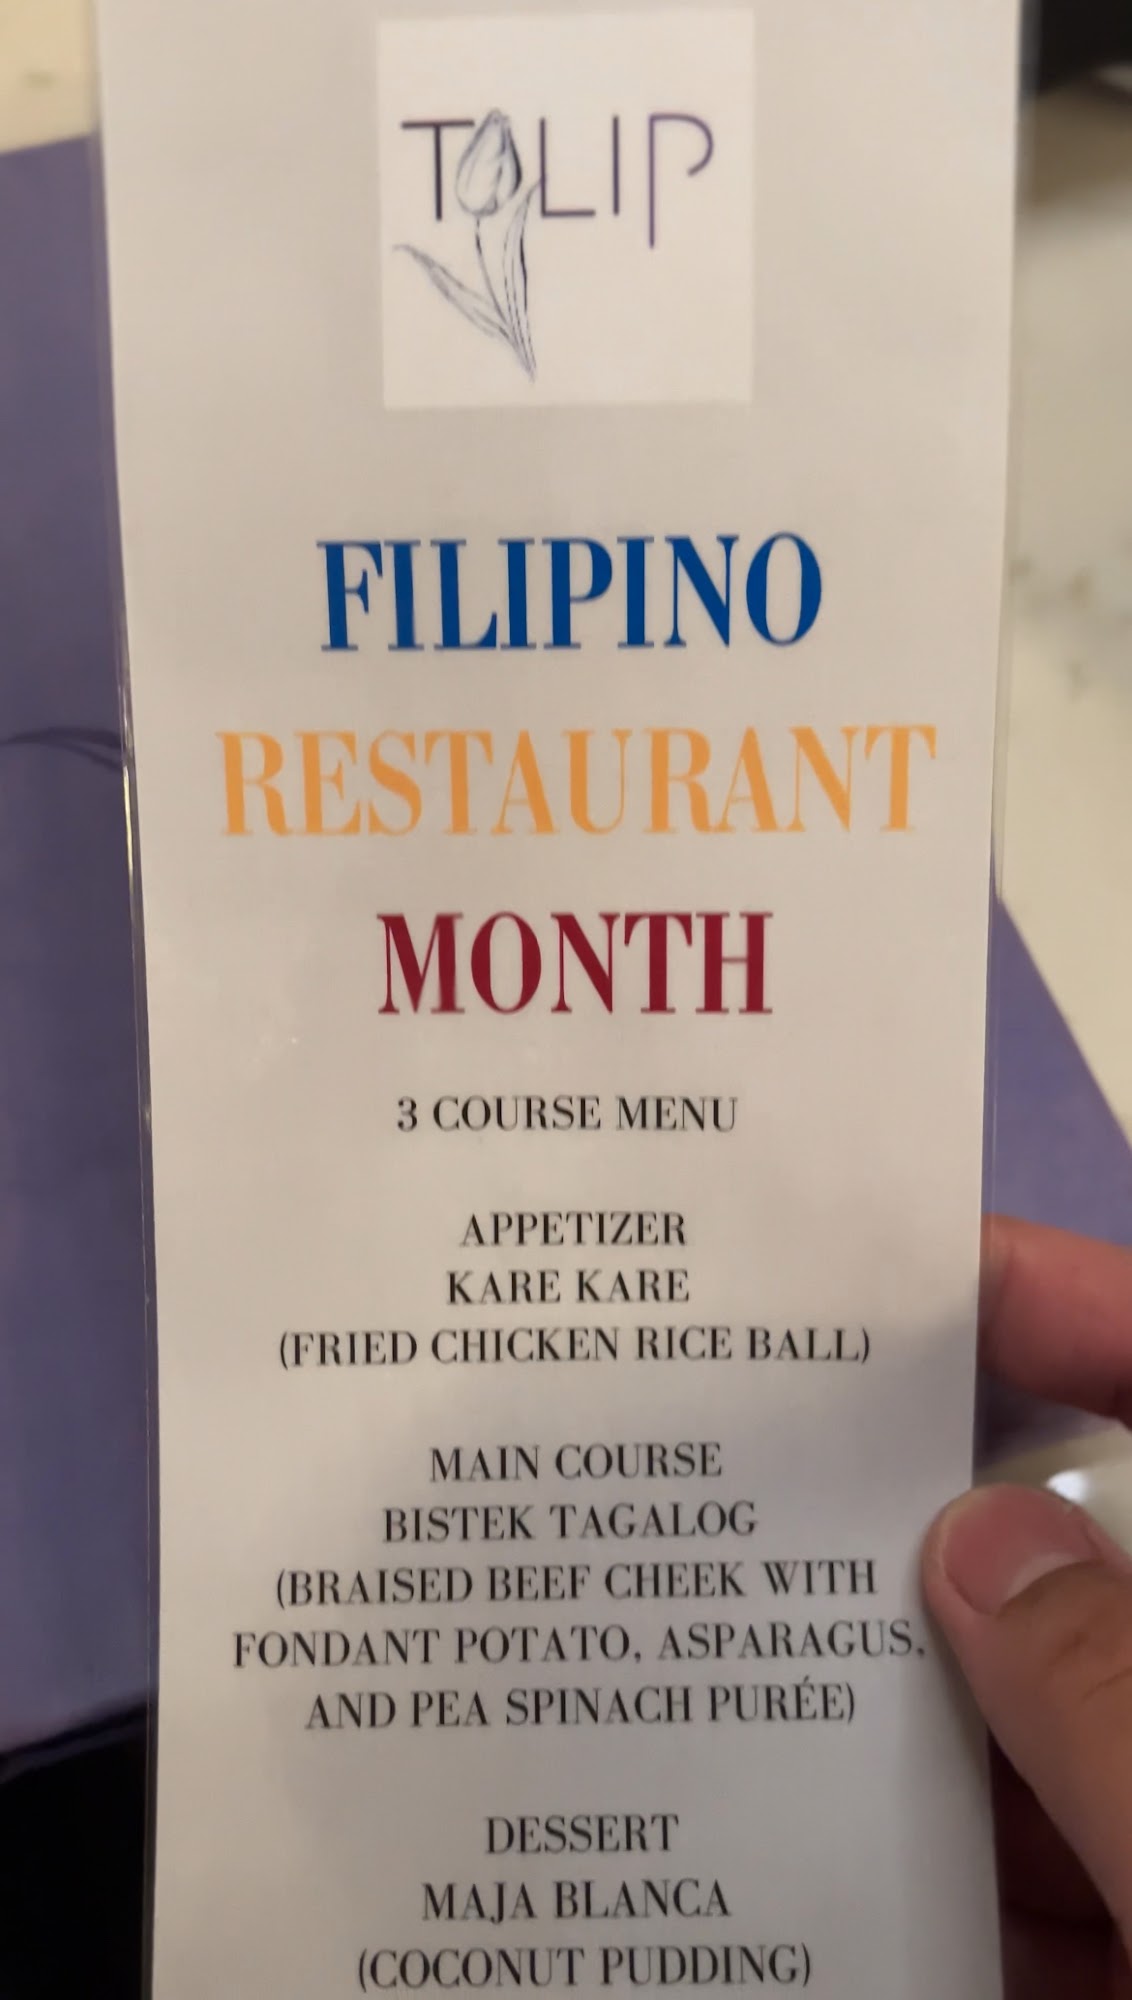 TULIP
FILIPINO
RESTAURANT
MONTH
3 COURSE MENU
APPETIZER
KARE KARE
(FRIED CHICKEN RICE BALL)
MAIN COURSE
BISTEK TAGALOG
(BRAISED BEEF CHEEK WITH
FONDANT POTATO, ASPARAGUS,
AND PEA SPINACH PURÉE)
DESSERT
MAJA BLANCA
(COCONUT PUDDING)